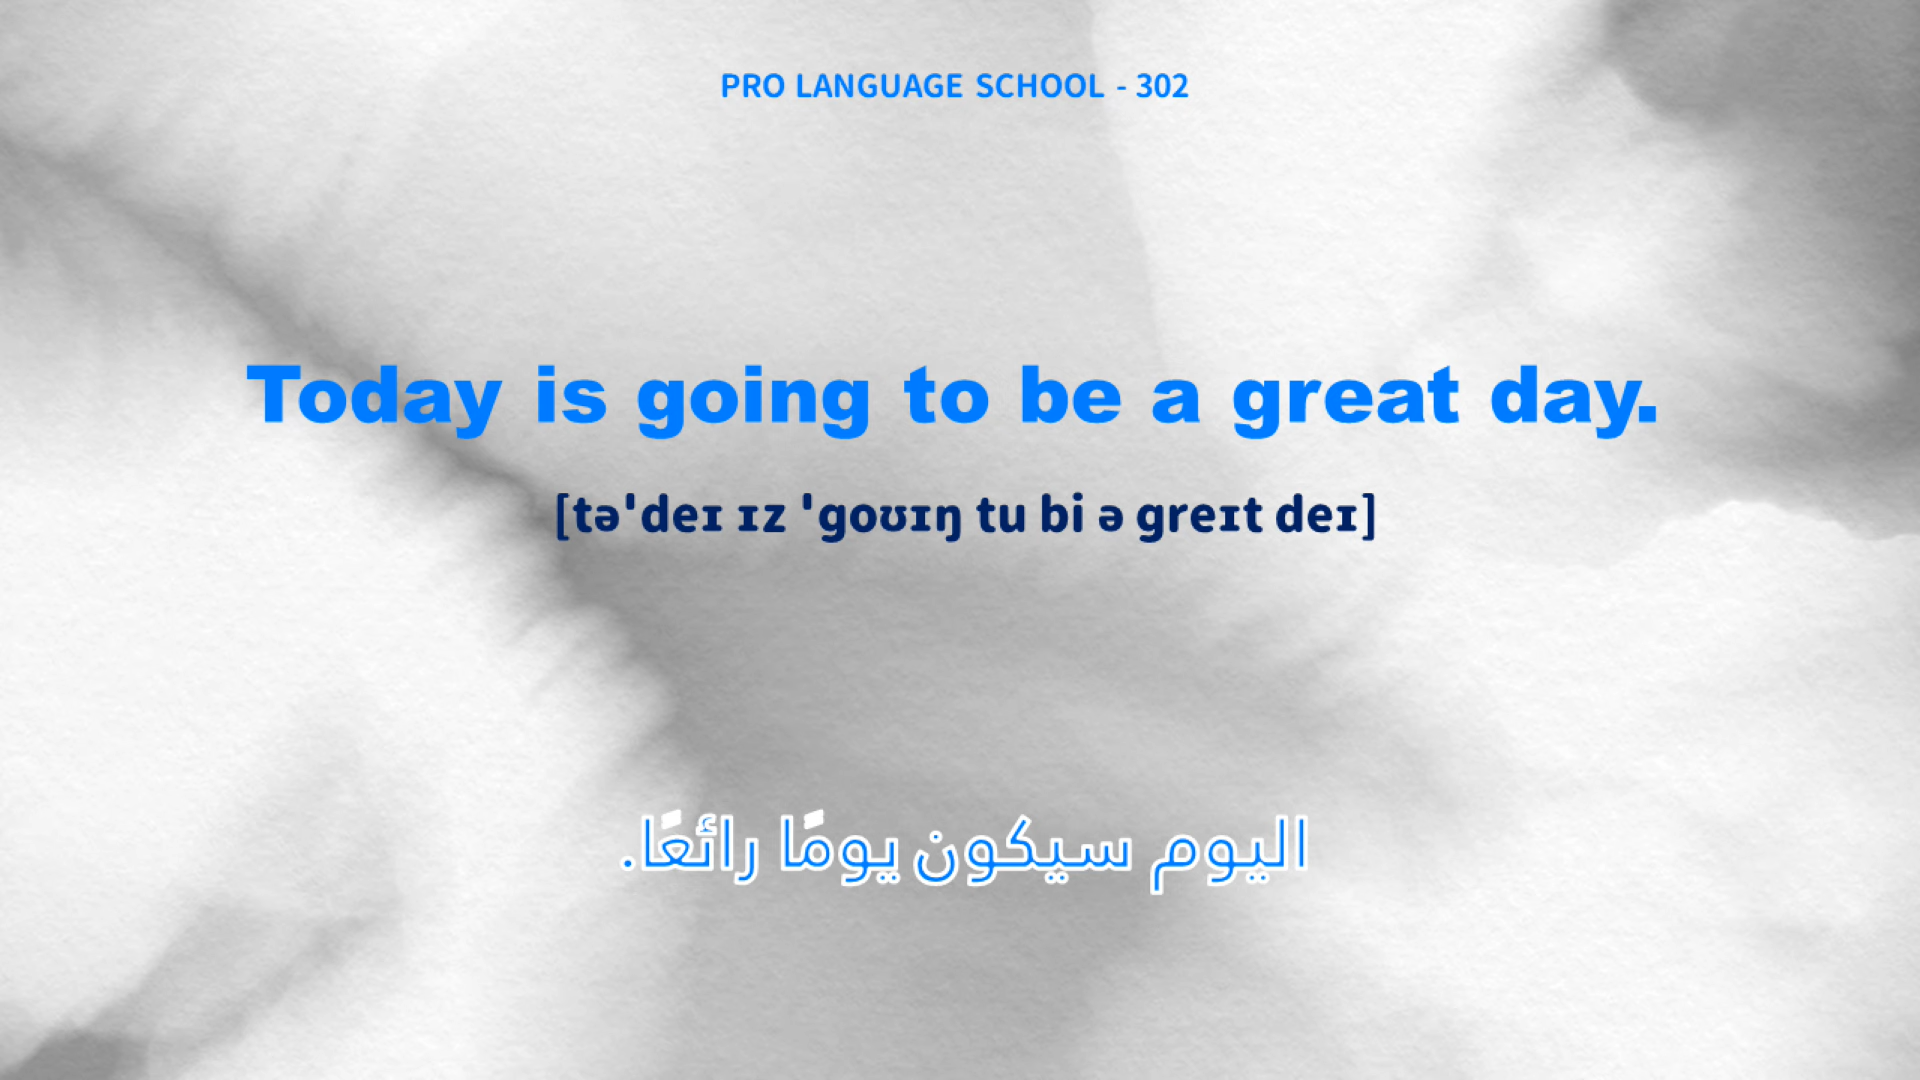 PRO LANGUAGE SCHOOL - 302
Today is going to be a great day.
[təˈdeɪ ɪz ˈgoʊɪŋ tu bi ə greɪt deɪ]
اليوم سيكون يومًا رائعًا.